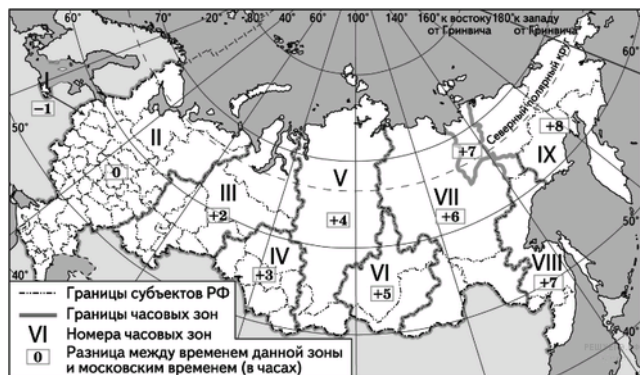 80° 70° -20° -20° 60° 100° 140° 160° к востоку 180° к западу
от Гринвича от Гринвича
60°
Северный полярный круг
I
−1
50°
II
0
III
+2
V
+4
VII
+6
+7
+8
IX
50°
IV
+3
VI
+5
VIII
+7
40°
40°
Границы субъектов РФ
Границы часовых зон
VI Номера часовых зон
0 Разница между временем данной зоны
и московским временем (в часах)